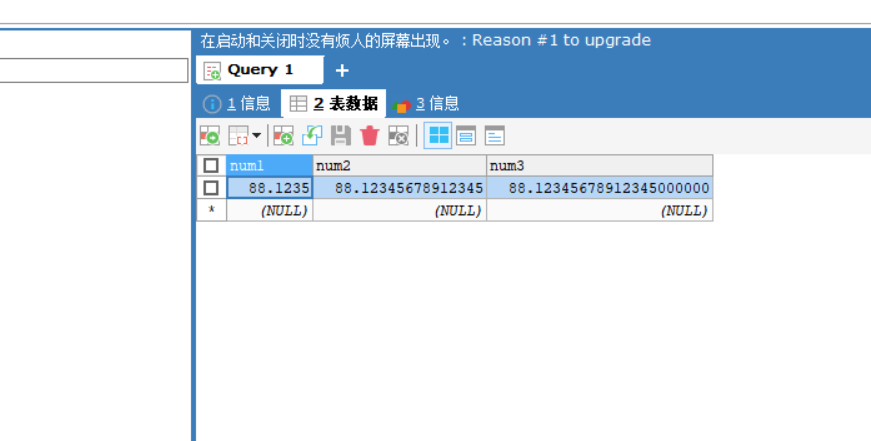 在启动和关闭时没有烦人的屏幕出现。 : Reason #1 to upgrade
Query 1 +
1 信息 2 表数据 3 信息
num1 num2 num3
88.1235 88.12345678912345 88.12345678912345000000
* (NULL) (NULL) (NULL)